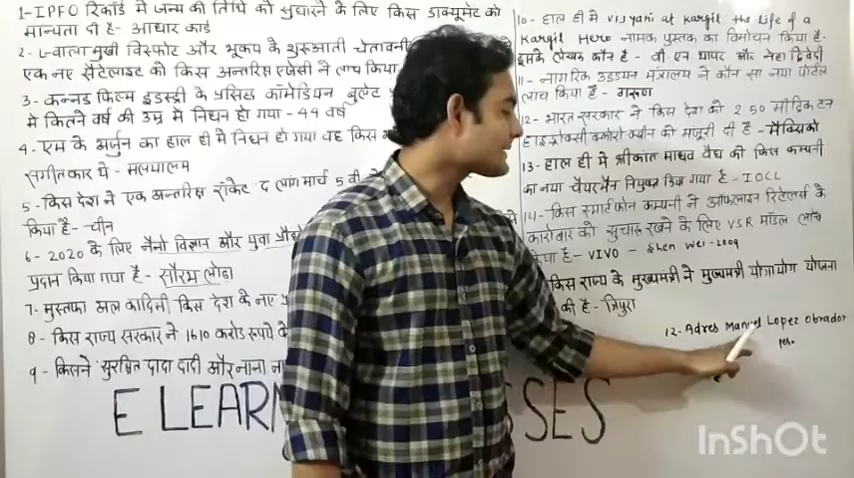 1-IPFO रिकॉर्ड में जन्म की तिथि को सुधारने के लिए किस डाक्यूमेंट को
मान्यता दी है- आधार कार्ड
2- ज्वालामुखी विस्फोट और भूकंप के शुरुआती चेतावनी
एक नए सैटेलाइट को किस अन्तरिक्ष एजेंसी ने लांच किया
3- कन्नड फिल्म इडस्ट्री के प्रसिद्ध कॉमेडियन बुलेट
में कितने वर्ष की उम्र में निधन हो गया - 44 वर्ष
4- एम के अर्जुन का हाल ही में निधन हो गया वह किस
संगीतकार थे - मलयालम
5- किस देश ने एक अन्तरिक्ष रॉकेट द लांग मार्च 5 वी
किया है- चीन
6- 2020 के लिए नैनो विज्ञान और युवा
प्रदान किया गया है- सौरभ लोढ़ा
7- मुस्तफा अल कादिमी किस देश के नए
8- किस राज्य सरकार ने 1610 करोड रूपये के
9- किसने सुरक्षित दादा दादी और नाना
E LEARN SSES
10- हाल ही में vijyant at Kargil the life of a
Kargil Hero नामक पुस्तक का विमोचन किया है-
इसके लेखक कौन है - वी एन थापर और नेहा द्विवेदी
11- नागरिक उड्डयन मंत्रालय ने कौन सा नया पोर्टल
लांच किया है - गरूण
12- भारत सरकार ने किस देश को 2 50 मीट्रिक टन
हाइड्रोक्सी क्लोरोक्वीन की मंजूरी दी है - मैक्सिको
13- हाल ही में श्रीकांत माधव वैद्य को किस कम्पनी
का नया चेयरमैन नियुक्त किया गया है- IOCL
14- किस स्मार्टफोन कम्पनी ने ऑफलाइन रिटेलर्स के
कारोबार को सुचारू रखने के लिए VSR मॉडल लांच
किया है- VIVO - Shen Wei-2009
किस राज्य के मुख्यमंत्री ने मुख्यमंत्री योगायोग योजना
की है- त्रिपुरा
12- Adres Manuel Lopez Obrador
InShOt